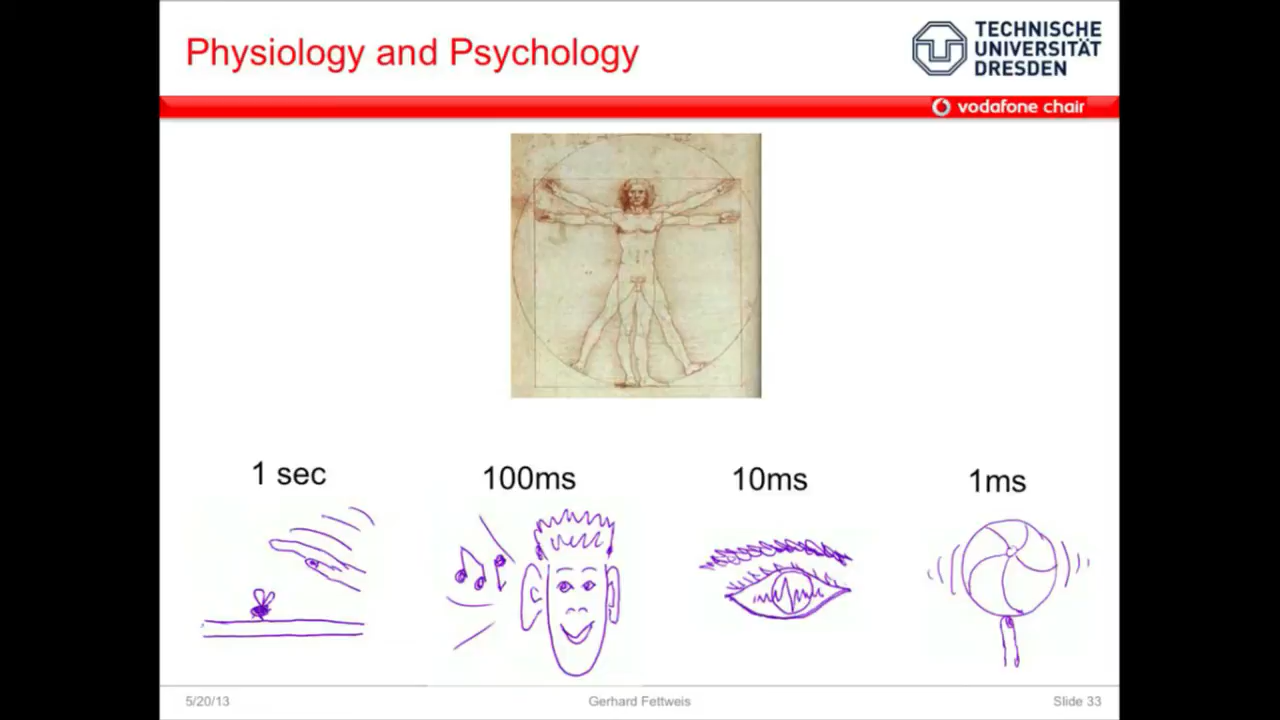 Physiology and Psychology
TECHNISCHE
UNIVERSITÄT
DRESDEN
vodafone chair
1 sec
100ms
10ms
1ms
5/20/13
Gerhard Fettweis
Slide 33